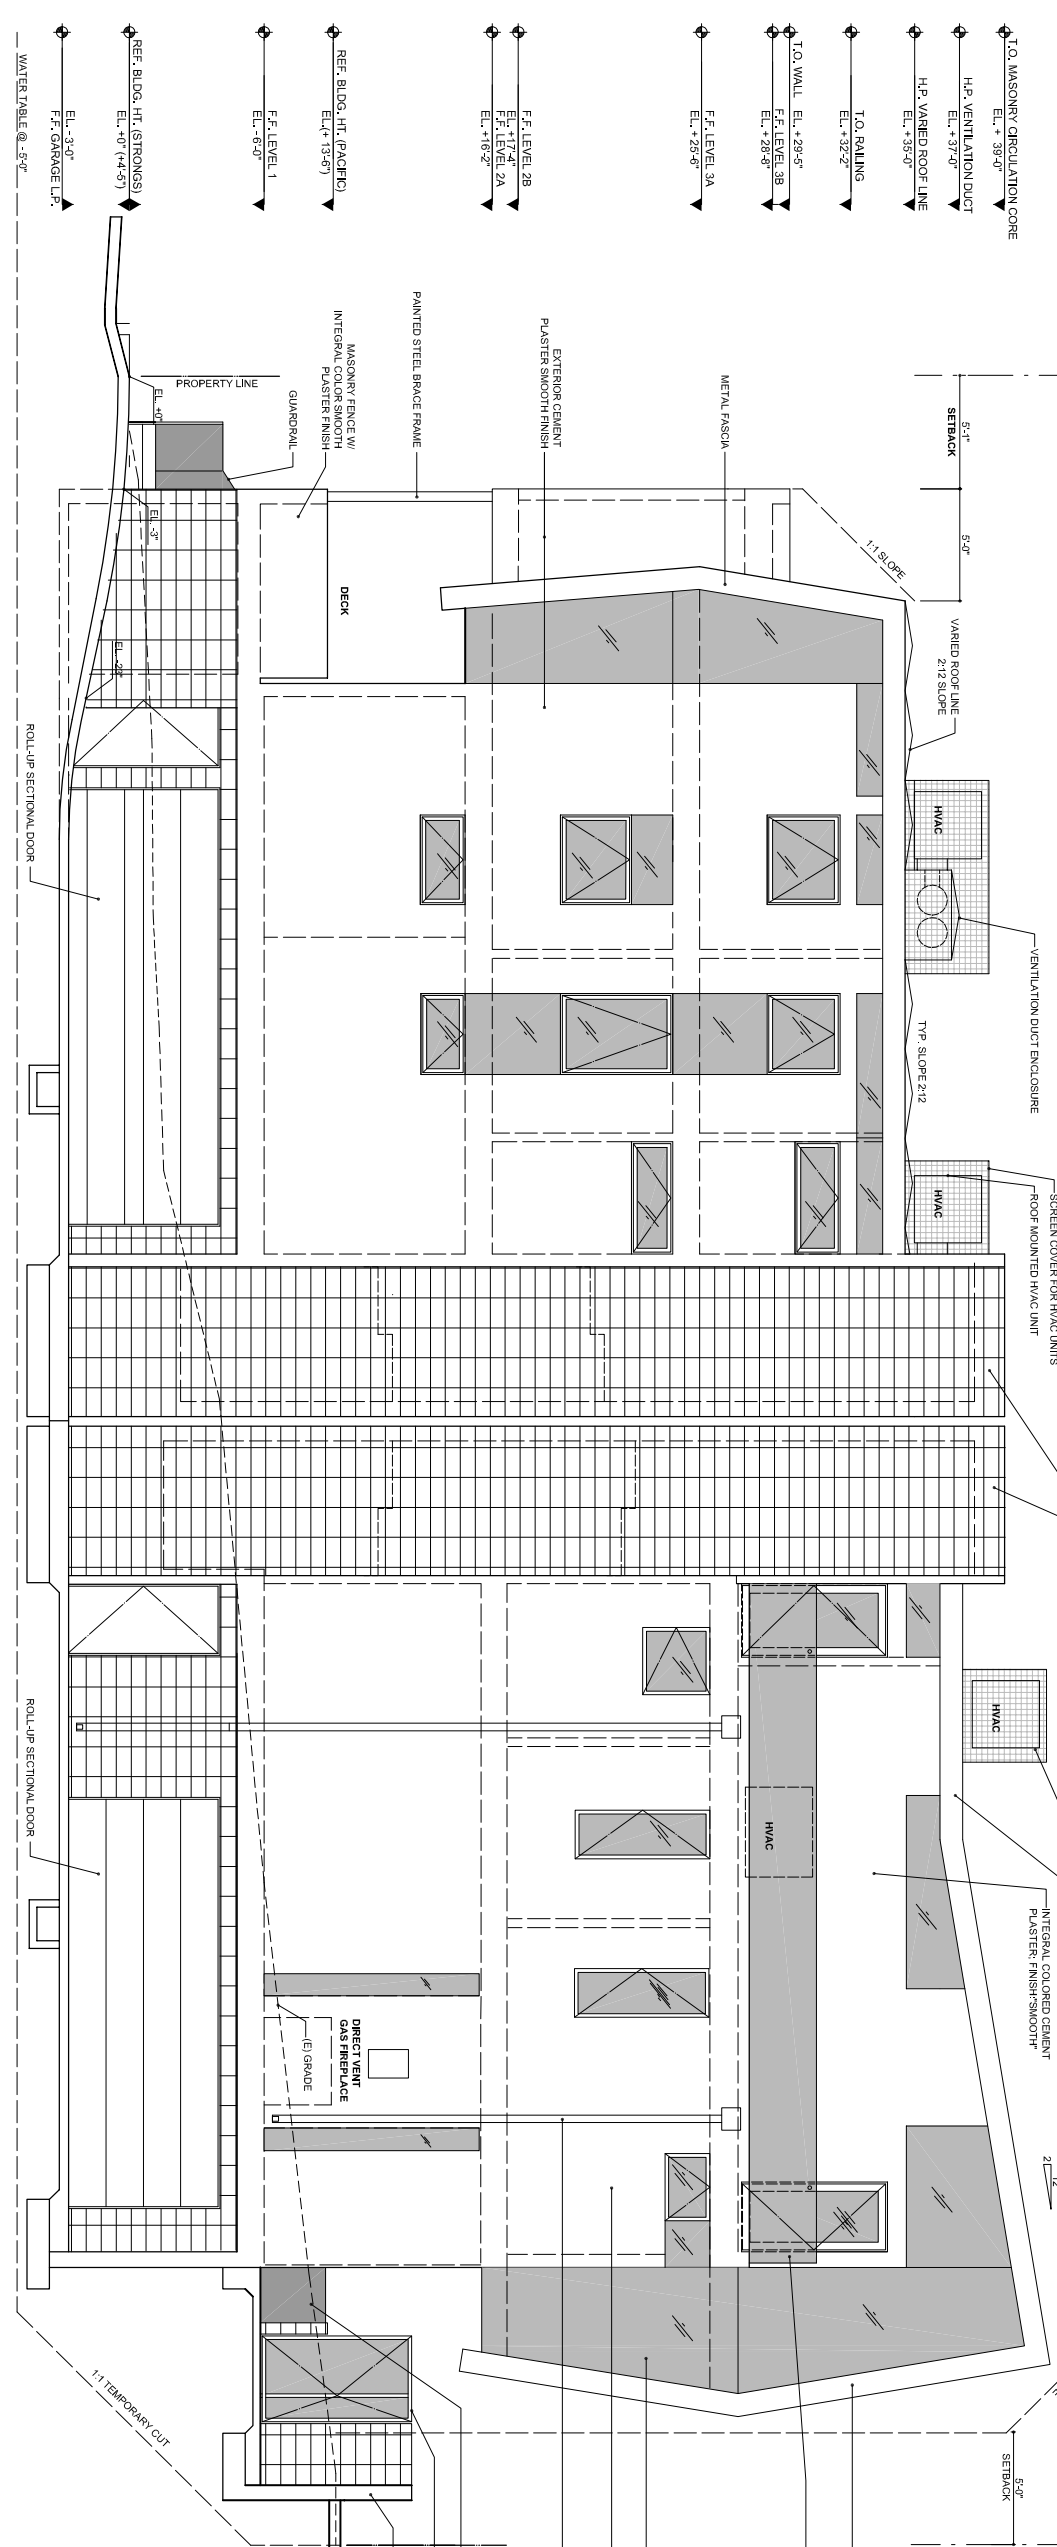 T.O. MASONRY CIRCULATION CORE
EL. + 39'-0"
H.P. VENTILATION DUCT
EL. + 37'-0"
H.P. VARIED ROOF LINE
EL. + 35'-0"
T.O. RAILING
EL. +32'-2"
T.O. WALL EL. + 29'-5"
F.F. LEVEL 3B
EL. + 28'-8"
F.F. LEVEL 3A
EL. + 25'-6"
F.F. LEVEL 2B
EL. +17'-4"
F.F. LEVEL 2A
EL. +16'-2"
REF. BLDG. HT. (PACIFIC)
EL.(+ 13'-6")
F.F. LEVEL 1
EL. - 6'-0"
REF. BLDG. HT. (STRONGS)
EL. +0" (+4'-5")
EL. -3'-0"
F.F. GARAGE L.P.
WATER TABLE @ - 5'-0"
5'-1"
SETBACK
5'-0"
1:1 SLOPE
VARIED ROOF LINE
2:12 SLOPE
METAL FASCIA
EXTERIOR CEMENT
PLASTER SMOOTH FINISH
PAINTED STEEL BRACE FRAME
MASONRY FENCE W/
INTEGRAL COLOR SMOOTH
PLASTER FINISH
GUARDRAIL
PROPERTY LINE
EL. +0"
EL. -3"
DECK
ROLL-UP SECTIONAL DOOR
HVAC
VENTILATION DUCT ENCLOSURE
TYP. SLOPE 2:12
SCREEN COVER FOR HVAC UNITS
ROOF MOUNTED HVAC UNIT
HVAC
HVAC
HVAC
INTEGRAL COLORED CEMENT
PLASTER; FINISH:"SMOOTH"
ROLL-UP SECTIONAL DOOR
DIRECT VENT
GAS FIREPLACE
(E) GRADE
12
2
1:1 TEMPORARY CUT
5'-0"
SETBACK